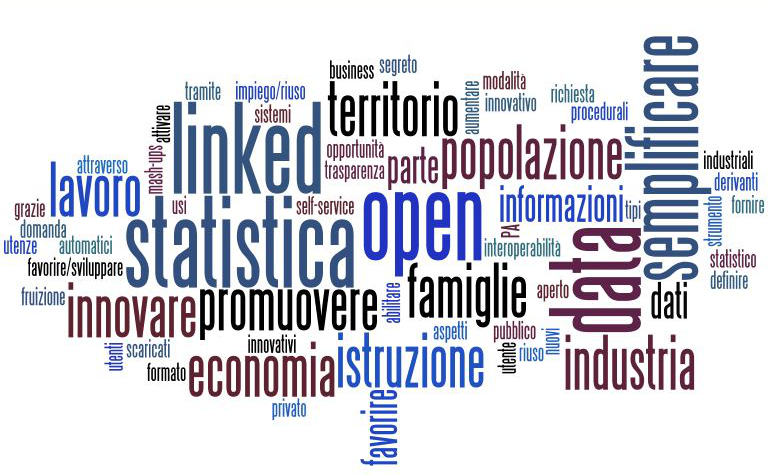 business
segreto
semplificare
tramite
impiego/riuso
territorio
aumentare
modalità
innovativo
richiesta
procedurali
attivare
linked
sistemi
mash-ups
opportunità
trasparenza
parte
popolazione
industriali
attraverso
lavoro
derivanti
grazie
usi
self-service
open
informazioni
tipi
strumento
fornire
domanda
statistica
PA
utenze
automatici
interoperabilità
data
statistico
favorire/sviluppare
famiglie
definire
fruizione
innovare
promuovere
abilitare
aperto
dati
utenti
scaricati
innovativi
aspetti
pubblico
nuovi
formato
economia
istruzione
utente
riuso
industria
privato
favorire